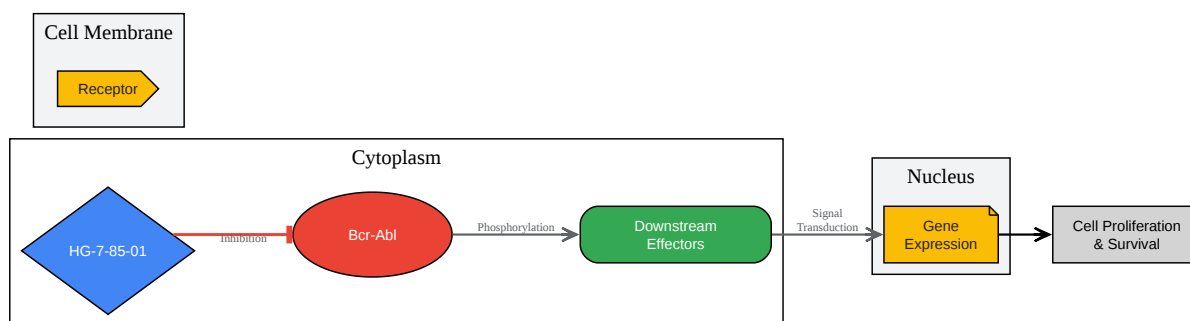 Cell Membrane
Receptor
Cytoplasm
HG-7-85-01
Inhibition
Bcr-Abl
Phosphorylation
Downstream
Effectors
Signal
Transduction
Nucleus
Gene
Expression
Cell Proliferation
& Survival